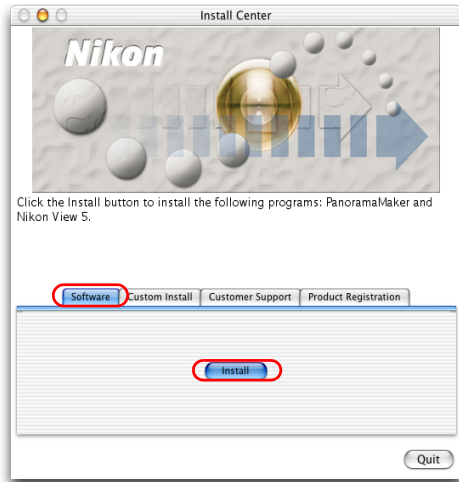 Install Center
Nikon
Click the Install button to install the following programs: PanoramaMaker and
Nikon View 5.
Software Custom Install Customer Support Product Registration
Install
Quit